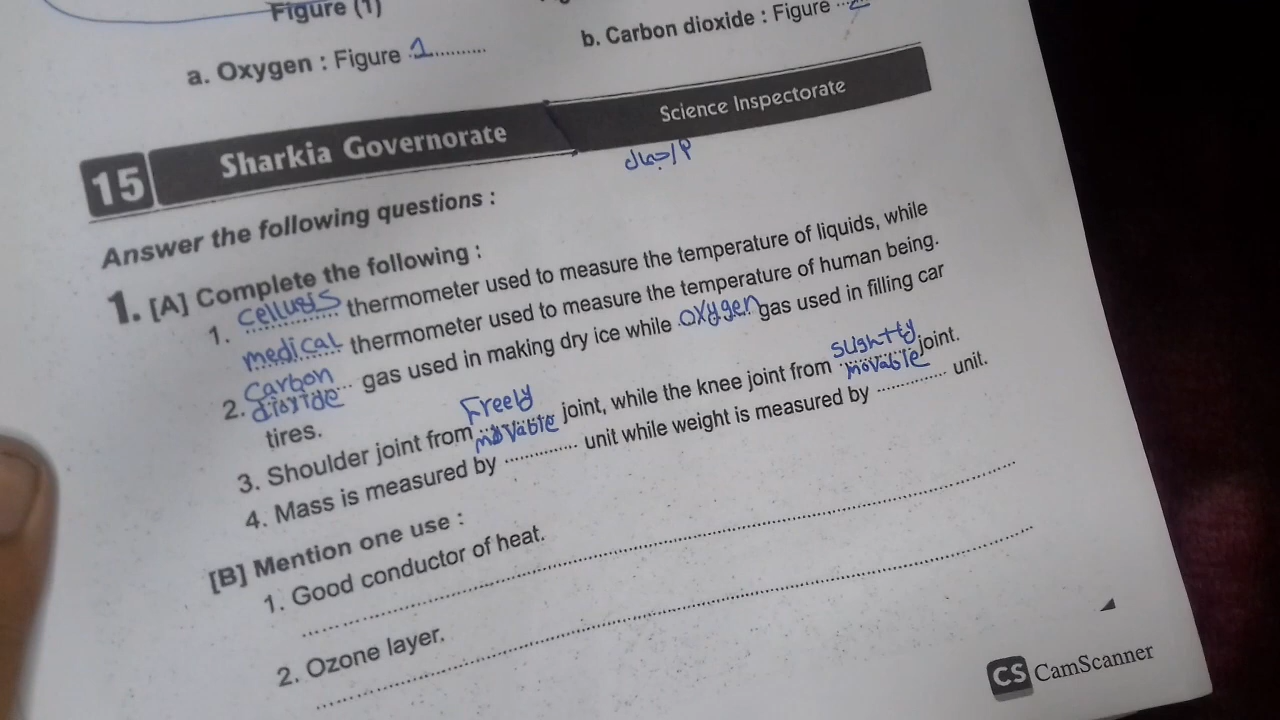 Figure (1)
a. Oxygen : Figure 1...........
b. Carbon dioxide : Figure ...2
15 Sharkia Governorate Science Inspectorate
Answer the following questions :
1. [A] Complete the following :
1. cellusis thermometer used to measure the temperature of liquids, while
medical thermometer used to measure the temperature of human being.
2. Carbon dioxide gas used in making dry ice while oxygen gas used in filling car
tires.
3. Shoulder joint from Freely movable joint, while the knee joint from slightly movable joint.
4. Mass is measured by .............. unit while weight is measured by .............. unit.
[B] Mention one use :
1. Good conductor of heat.
2. Ozone layer.
CS CamScanner